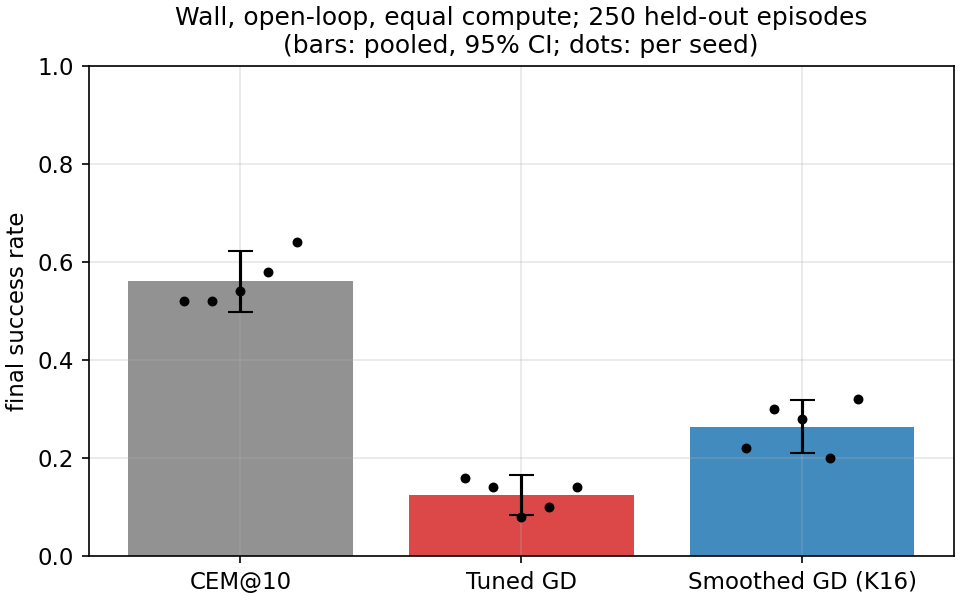 Wall, open-loop, equal compute; 250 held-out episodes
(bars: pooled, 95% CI; dots: per seed)
final success rate
1.0
0.8
0.6
0.4
0.2
0.0
CEM@10
Tuned GD
Smoothed GD (K16)